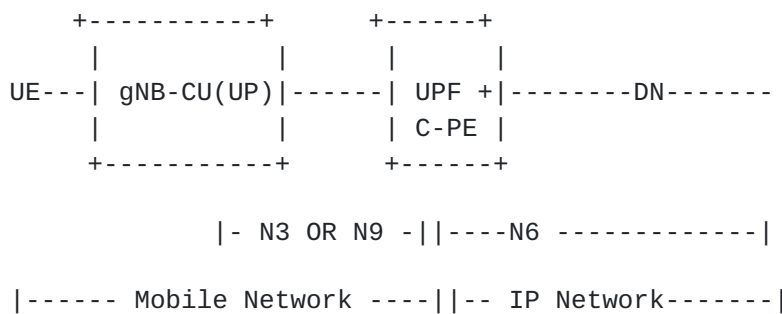 +-----------+      +------+
     |           |      |      |
UE---| gNB-CU(UP)|------| UPF +|--------DN-------
     |           |      | C-PE |
     +-----------+      +------+
             |- N3 OR N9 -||----N6 -------------|
|------ Mobile Network ----||-- IP Network-------|